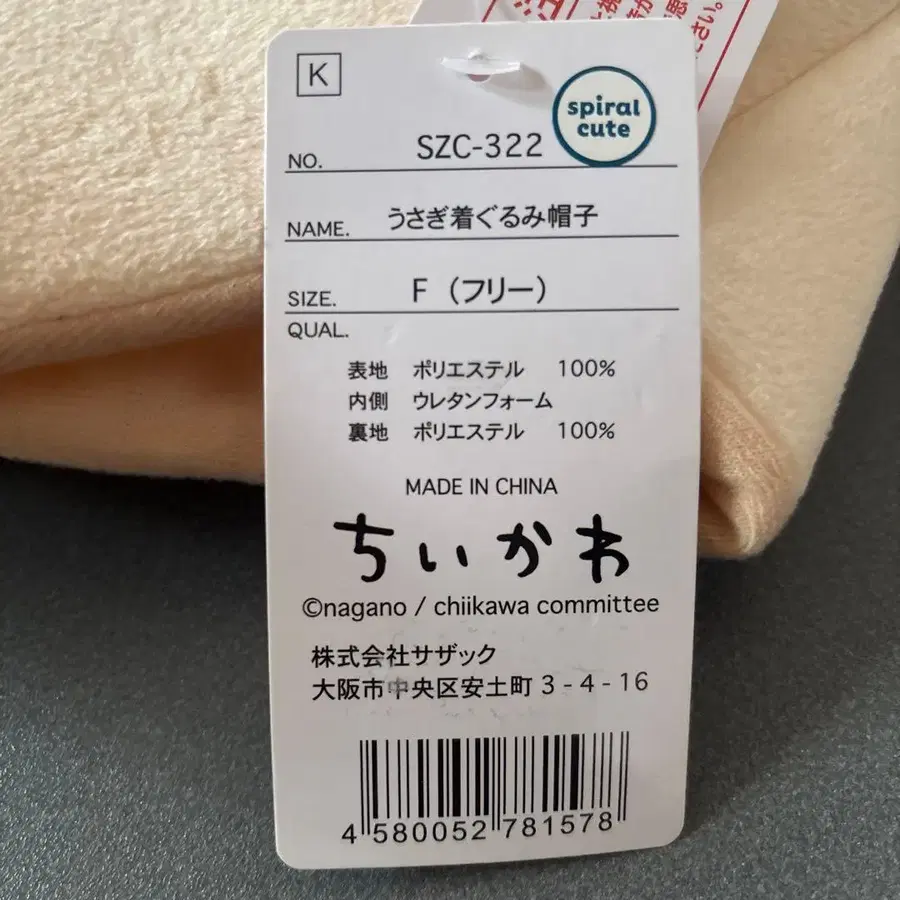 K
spiral
cute
NO. SZC-322
NAME. うさぎ着ぐるみ帽子
SIZE. F（フリー）
QUAL.
表地 ポリエステル 100%
内側 ウレタンフォーム
裏地 ポリエステル 100%
MADE IN CHINA
ちいかわ
©nagano / chiikawa committee
株式会社サザック
大阪市中央区安土町3-4-16
4 580052 781578